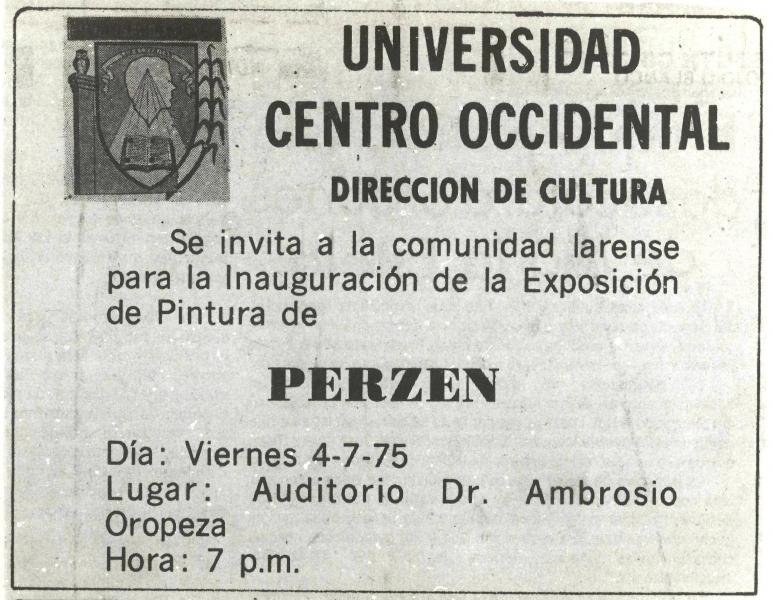 UNIVERSIDAD
CENTRO OCCIDENTAL
DIRECCION DE CULTURA
Se invita a la comunidad larense
para la Inauguración de la Exposición
de Pintura de
PERZEN
Día: Viernes 4-7-75
Lugar: Auditorio Dr. Ambrosio
Oropeza
Hora: 7 p.m.